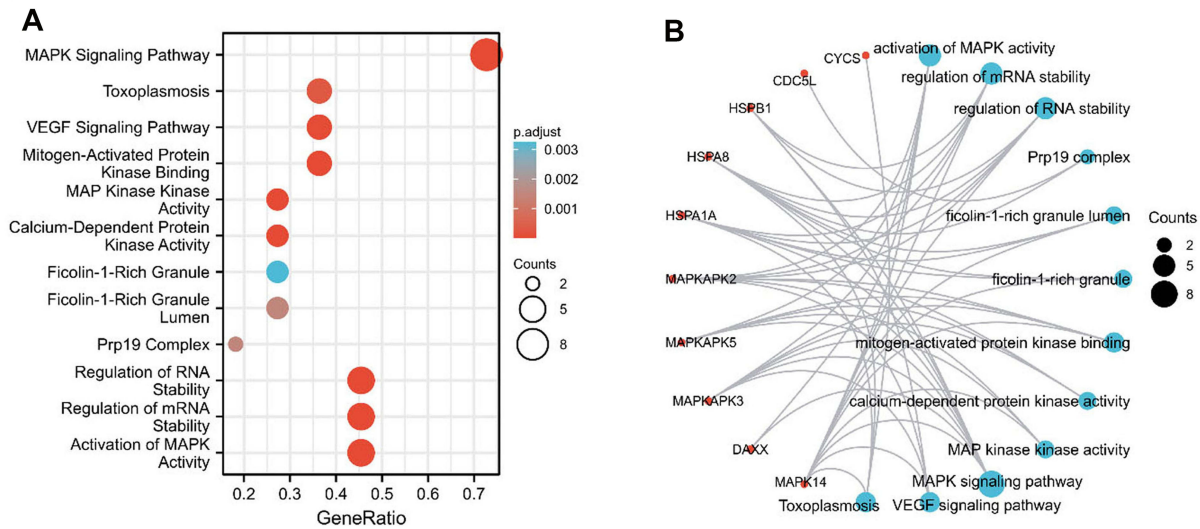 A
MAPK Signaling Pathway
Toxoplasmosis
VEGF Signaling Pathway
Mitogen-Activated Protein
Kinase Binding
MAP Kinase Kinase
Activity
Calcium-Dependent Protein
Kinase Activity
Ficolin-1-Rich Granule
Ficolin-1-Rich Granule
Lumen
Prp19 Complex
Regulation of RNA
Stability
Regulation of mRNA
Stability
Activation of MAPK
Activity
0.2 0.3 0.4 0.5 0.6 0.7
GeneRatio
p.adjust
0.003
0.002
0.001
Counts
2
5
8
B
CYCS
CDC5L
HSPB1
HSPA8
HSPA1A
MAPKAPK2
MAPKAPK5
MAPKAPK3
DAXX
MAPK14
activation of MAPK activity
regulation of mRNA stability
regulation of RNA stability
Prp19 complex
ficolin-1-rich granule lumen
ficolin-1-rich granule
mitogen-activated protein kinase binding
calcium-dependent protein kinase activity
MAP kinase kinase activity
MAPK signaling pathway
VEGF signaling pathway
Toxoplasmosis
Counts
2
5
8